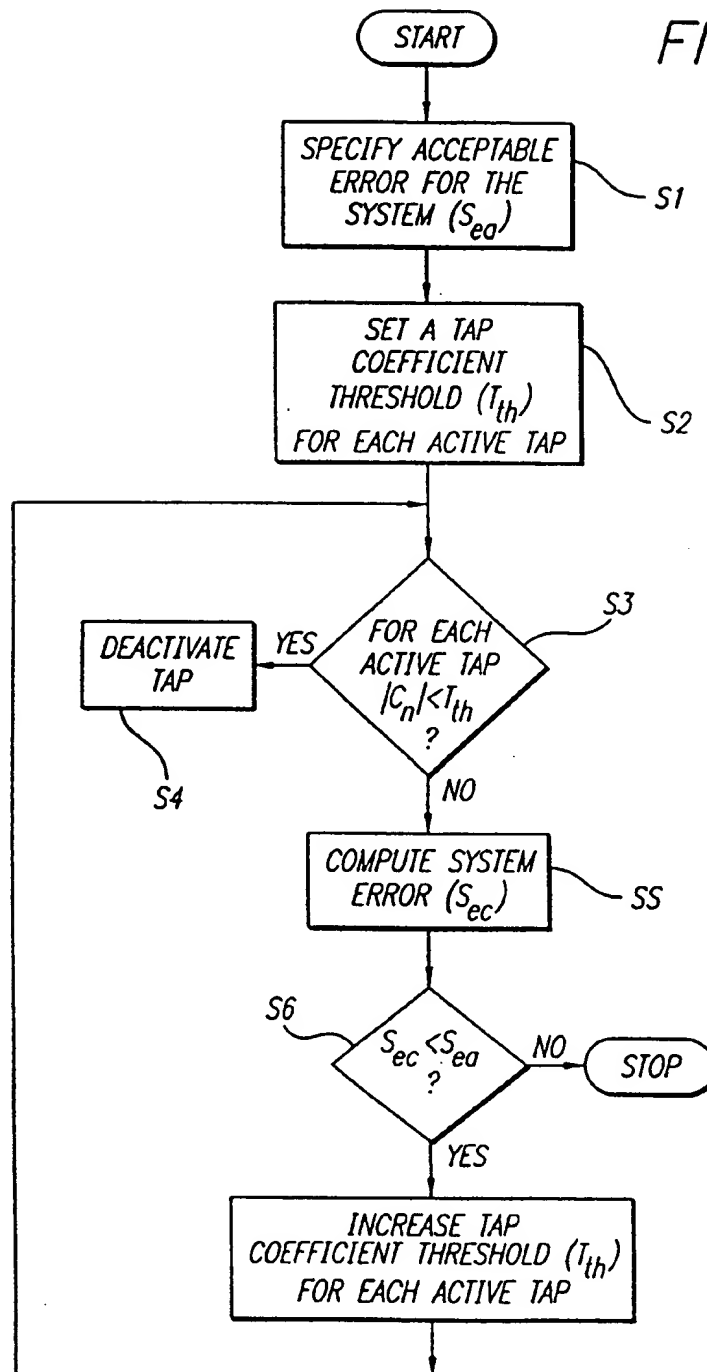 START
FI
SPECIFY ACCEPTABLE
ERROR FOR THE
SYSTEM (S_ea)
S1
SET A TAP
COEFFICIENT
THRESHOLD (T_th)
FOR EACH ACTIVE TAP
S2
S3
FOR EACH
ACTIVE TAP
|C_n|<T_th
?
YES
DEACTIVATE
TAP
S4
NO
COMPUTE SYSTEM
ERROR (S_ec)
SS
S6
S_ec<S_ea
?
NO
STOP
YES
INCREASE TAP
COEFFICIENT THRESHOLD (T_th)
FOR EACH ACTIVE TAP